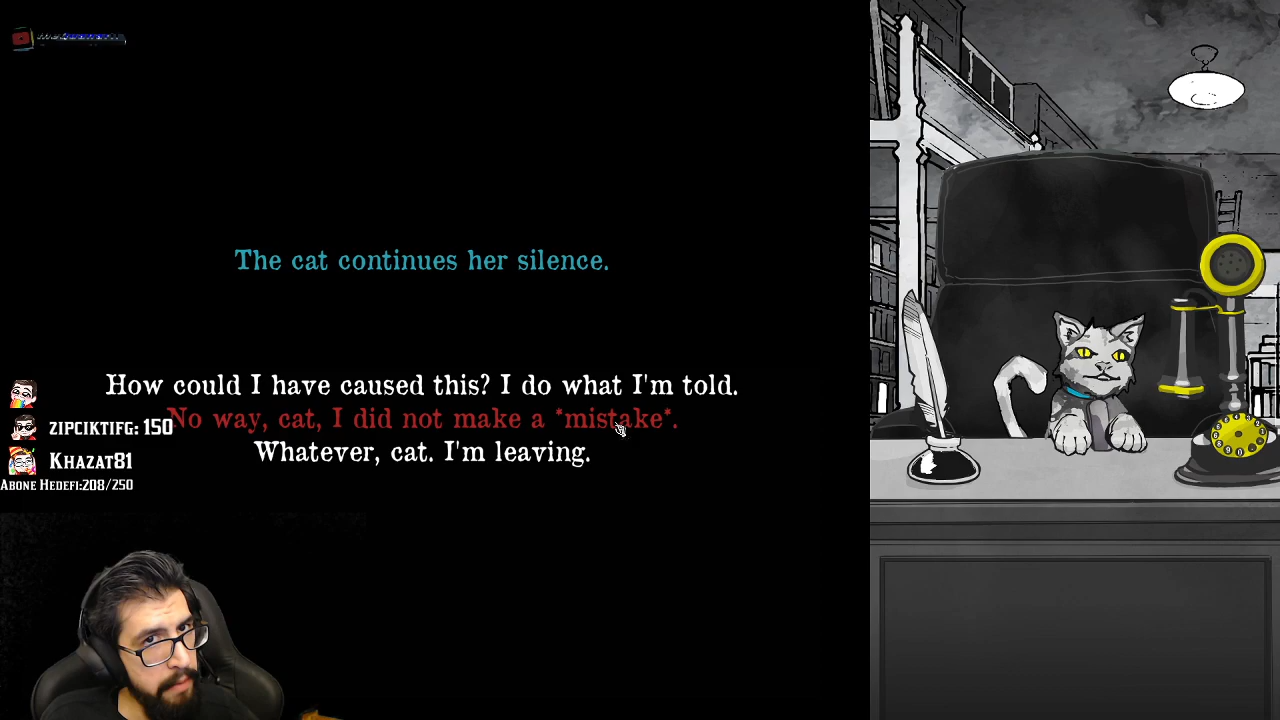 The cat continues her silence.
How could I have caused this? I do what I'm told.
No way, cat, I did not make a *mistake*.
zipciktifg: 150
Whatever, cat. I'm leaving.
Khazat81
Abone Hedefi:208/250